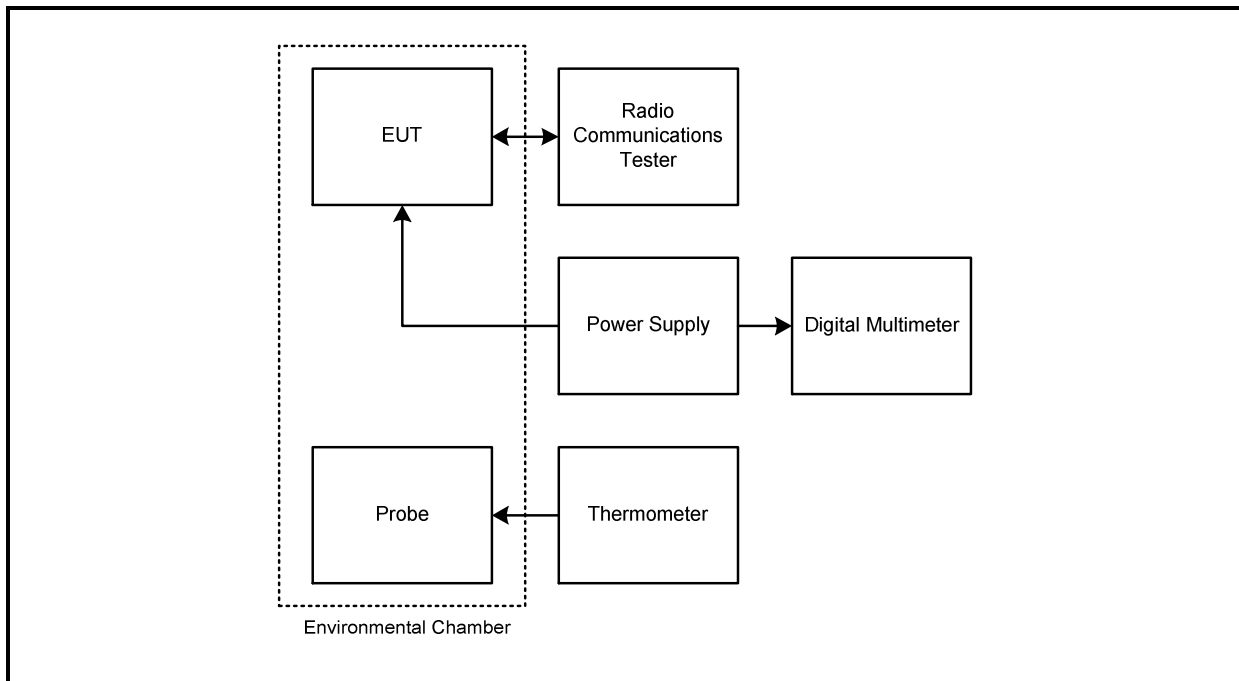 EUT
Radio
Communications
Tester
Power Supply
Digital Multimeter
Probe
Thermometer
Environmental Chamber